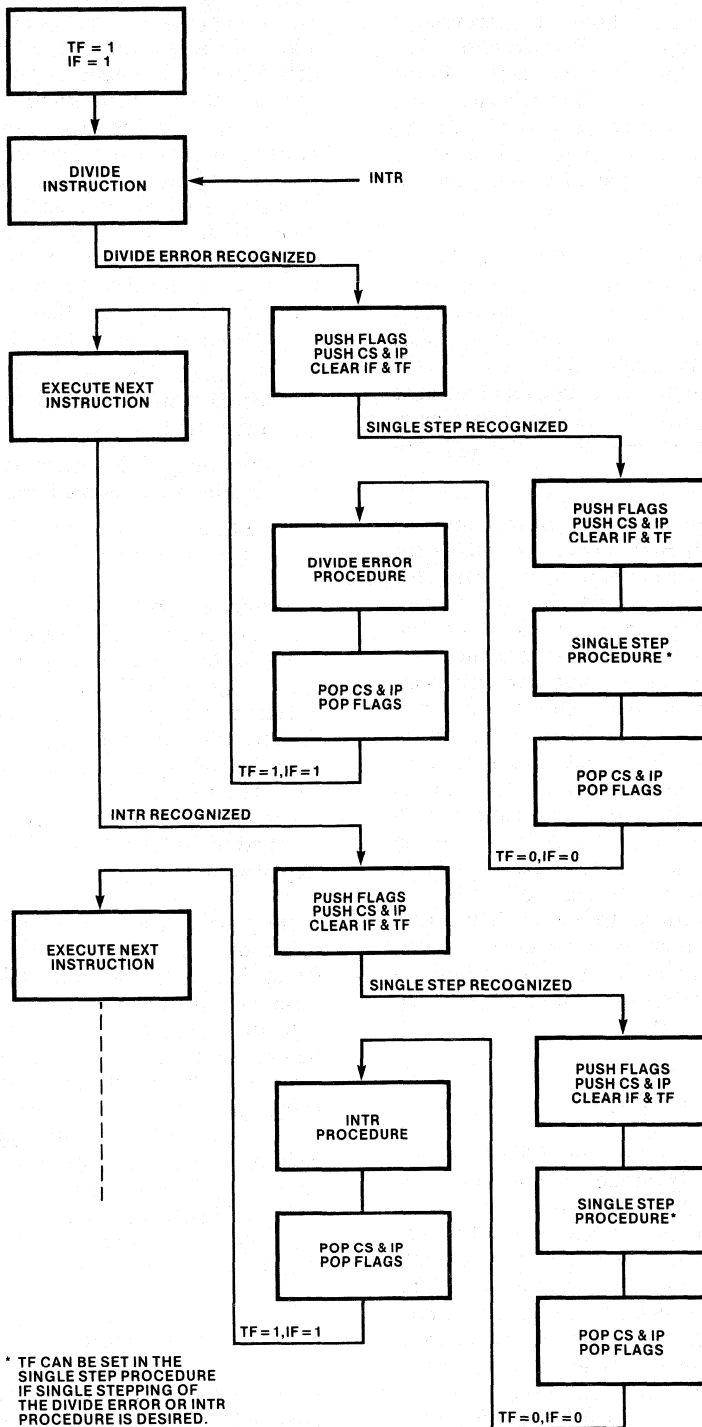 TF = 1
IF = 1
DIVIDE
INSTRUCTION
INTR
DIVIDE ERROR RECOGNIZED
PUSH FLAGS
PUSH CS & IP
CLEAR IF & TF
EXECUTE NEXT
INSTRUCTION
SINGLE STEP RECOGNIZED
PUSH FLAGS
PUSH CS & IP
CLEAR IF & TF
DIVIDE ERROR
PROCEDURE
SINGLE STEP
PROCEDURE *
POP CS & IP
POP FLAGS
TF = 1, IF = 1
POP CS & IP
POP FLAGS
INTR RECOGNIZED
TF = 0, IF = 0
PUSH FLAGS
PUSH CS & IP
CLEAR IF & TF
EXECUTE NEXT
INSTRUCTION
SINGLE STEP RECOGNIZED
PUSH FLAGS
PUSH CS & IP
CLEAR IF & TF
INTR
PROCEDURE
SINGLE STEP
PROCEDURE*
POP CS & IP
POP FLAGS
TF = 1, IF = 1
POP CS & IP
POP FLAGS
* TF CAN BE SET IN THE
SINGLE STEP PROCEDURE
IF SINGLE STEPPING OF
THE DIVIDE ERROR OR INTR
PROCEDURE IS DESIRED.
TF = 0, IF = 0